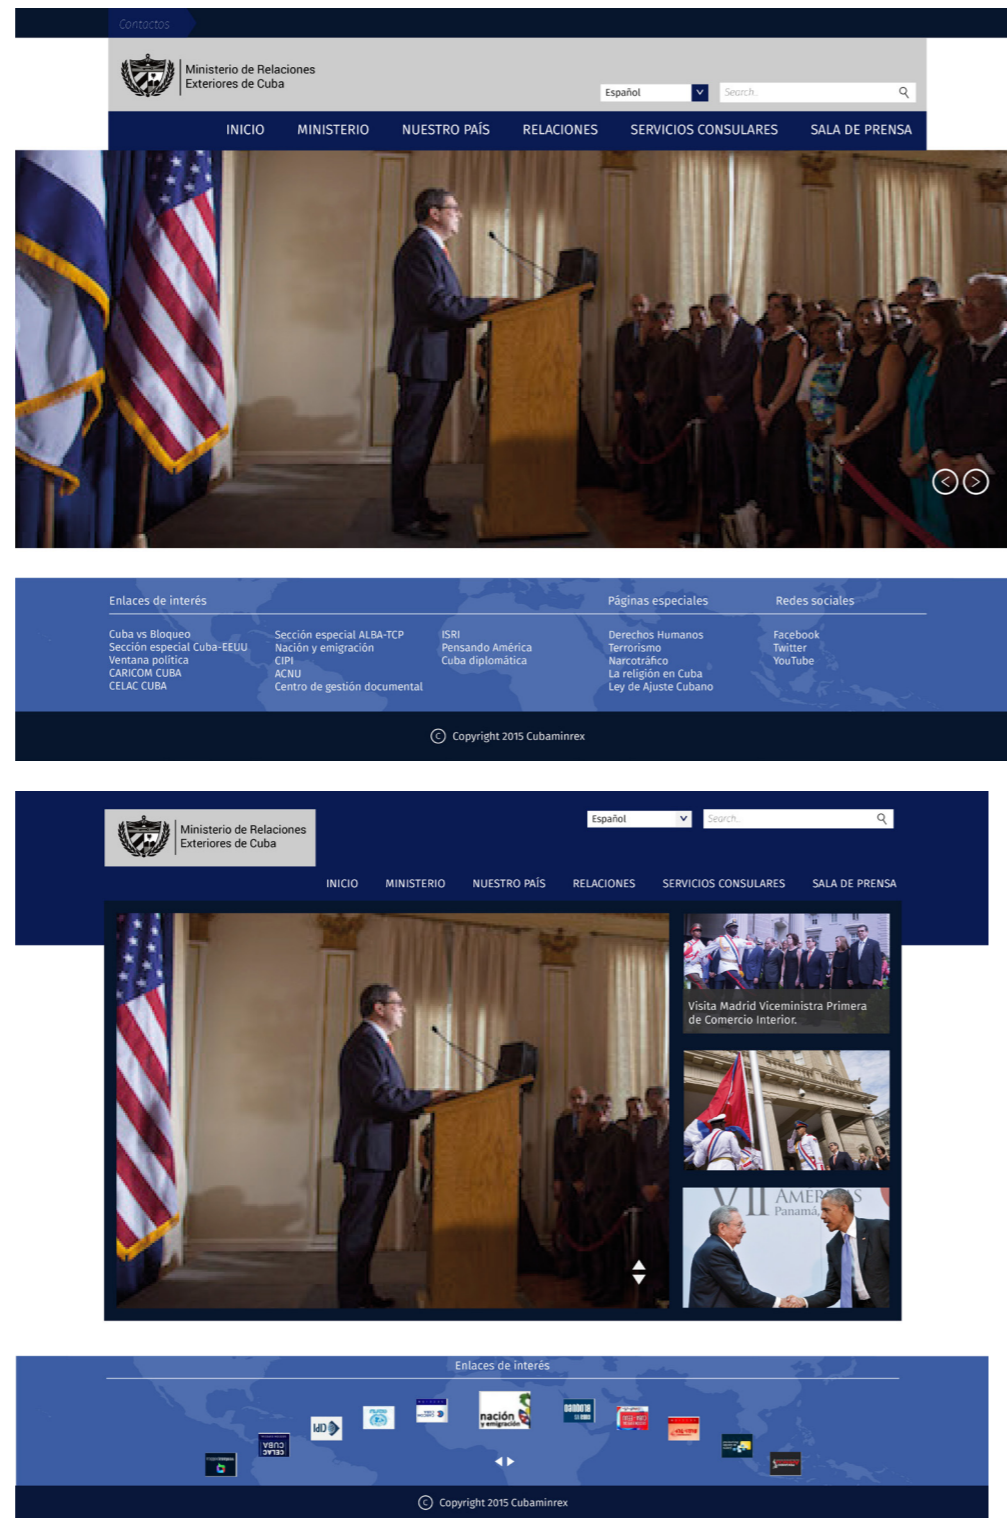 Contactos
Ministerio de Relaciones
Exteriores de Cuba
Español
Search..
INICIO MINISTERIO NUESTRO PAÍS RELACIONES SERVICIOS CONSULARES SALA DE PRENSA
Enlaces de interés
Cuba vs Bloqueo
Sección especial Cuba-EEUU
Ventana política
CARICOM CUBA
CELAC CUBA
Sección especial ALBA-TCP
Nación y emigración
CIPI
ACNU
Centro de gestión documental
ISRI
Pensando América
Cuba diplomática
Páginas especiales
Derechos Humanos
Terrorismo
Narcotráfico
La religión en Cuba
Ley de Ajuste Cubano
Redes sociales
Facebook
Twitter
YouTube
© Copyright 2015 Cubaminrex
Ministerio de Relaciones
Exteriores de Cuba
Español
Search..
INICIO MINISTERIO NUESTRO PAÍS RELACIONES SERVICIOS CONSULARES SALA DE PRENSA
Visita Madrid Viceministra Primera
de Comercio Interior.
VII AMERICAS
Panamá,
Enlaces de interés
nación
y emigración
CIPI
CELAC
CUBA
© Copyright 2015 Cubaminrex